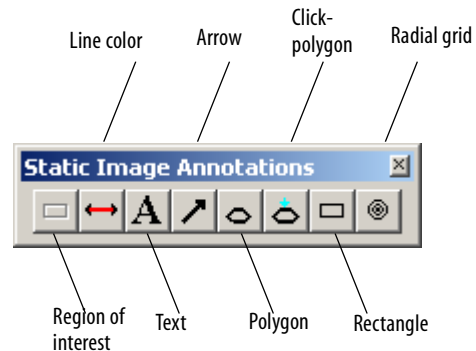 Click-
Line color Arrow polygon Radial grid
Static Image Annotations
A
Region of Text Polygon Rectangle
interest